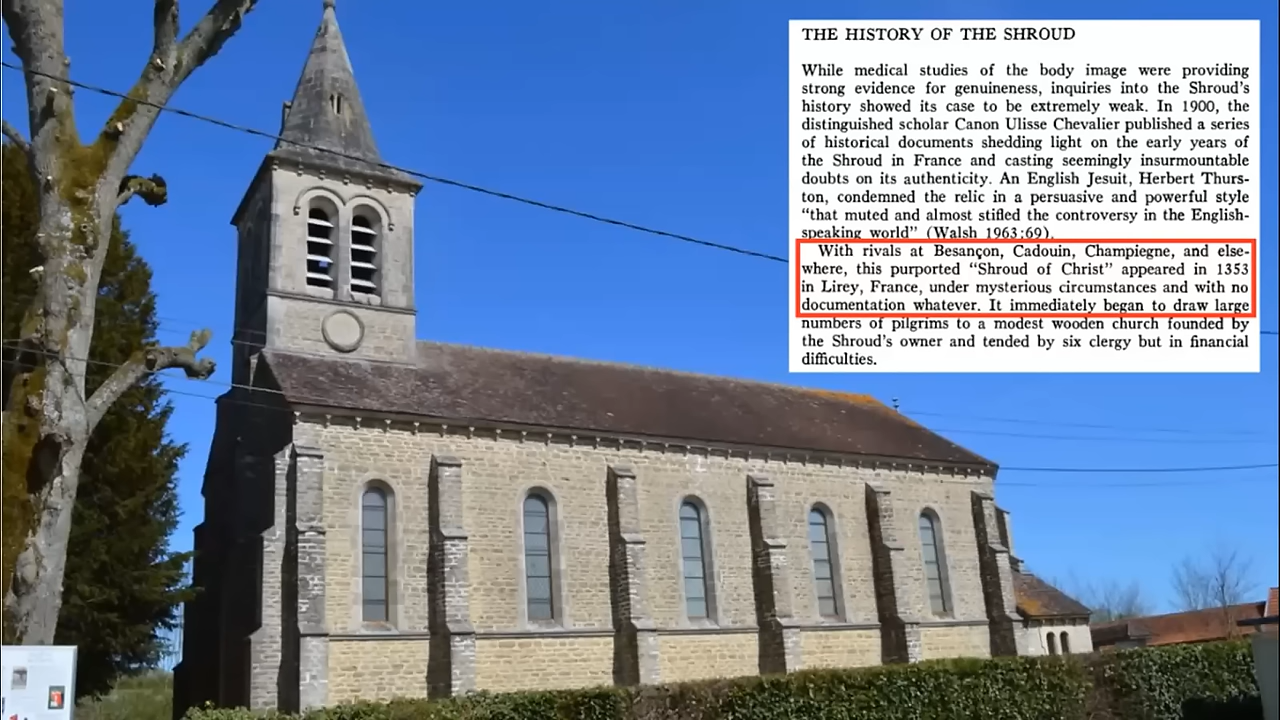 THE HISTORY OF THE SHROUD
While medical studies of the body image were providing
strong evidence for genuineness, inquiries into the Shroud's
history showed its case to be extremely weak. In 1900, the
distinguished scholar Canon Ulisse Chevalier published a series
of historical documents shedding light on the early years of
the Shroud in France and casting seemingly insurmountable
doubts on its authenticity. An English Jesuit, Herbert Thurs-
ton, condemned the relic in a persuasive and powerful style
“that muted and almost stifled the controversy in the English-
speaking world” (Walsh 1963:69).
With rivals at Besançon, Cadouin, Champiegne, and else-
where, this purported “Shroud of Christ” appeared in 1353
in Lirey, France, under mysterious circumstances and with no
documentation whatever. It immediately began to draw large
numbers of pilgrims to a modest wooden church founded by
the Shroud's owner and tended by six clergy but in financial
difficulties.